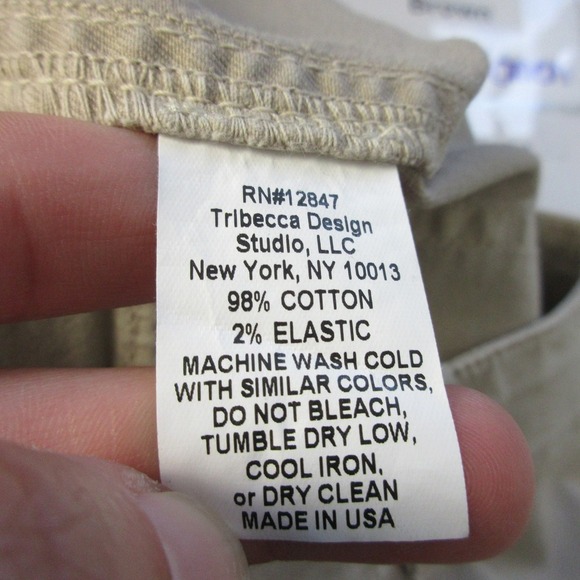 Brown
RN#12847
Tribecca Design
Studio, LLC
New York, NY 10013
98% COTTON
2% ELASTIC
MACHINE WASH COLD
WITH SIMILAR COLORS,
DO NOT BLEACH,
TUMBLE DRY LOW,
COOL IRON,
or DRY CLEAN
MADE IN USA